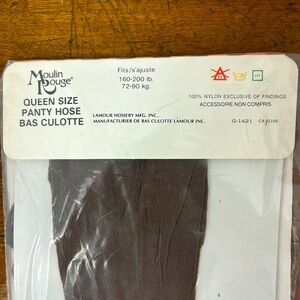 Moulin
Rouge
QUEEN SIZE
PANTY HOSE
BAS CULOTTE
Fits/s'ajuste
160-200 lb.
72-90 kg.
LAMOUR HOSIERY MFG. INC.
MANUFACTURIER DE BAS CULOTTE LAMOUR INC.
100% NYLON EXCLUSIVE OF FINDINGS
ACCESSOIRE NON COMPRIS
G-1421